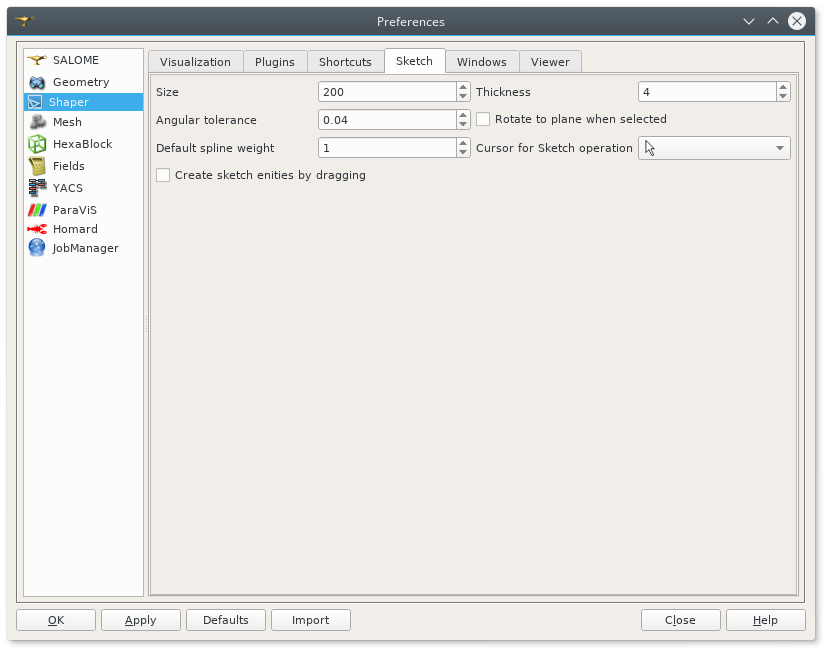 Preferences
SALOME
Geometry
Shaper
Mesh
HexaBlock
Fields
YACS
ParaViS
Homard
JobManager
Visualization Plugins Shortcuts Sketch Windows Viewer
Size 200 Thickness 4
Angular tolerance 0.04 Rotate to plane when selected
Default spline weight 1 Cursor for Sketch operation
Create sketch enities by dragging
OK Apply Defaults Import Close Help